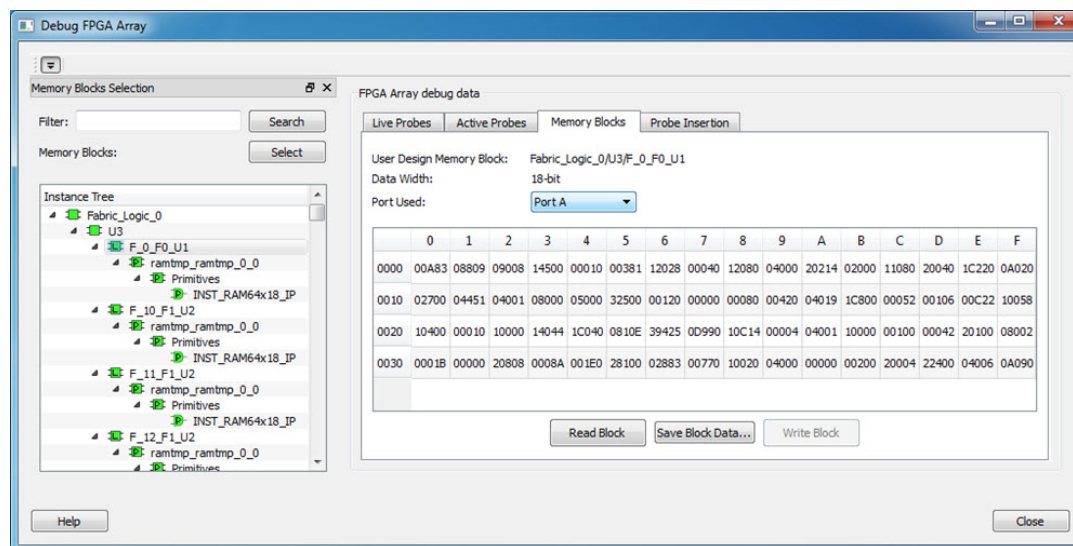 Debug FPGA Array
Memory Blocks Selection
Filter: Search
Memory Blocks: Select
Instance Tree
Fabric_Logic_0
U3
F_0_F0_U1
ramtmp_ramtmp_0_0
Primitives
INST_RAM64x18_IP
F_10_F1_U2
ramtmp_ramtmp_0_0
Primitives
INST_RAM64x18_IP
F_11_F1_U2
ramtmp_ramtmp_0_0
Primitives
INST_RAM64x18_IP
F_12_F1_U2
ramtmp_ramtmp_0_0
Primitives
FPGA Array debug data
Live Probes Active Probes Memory Blocks Probe Insertion
User Design Memory Block: Fabric_Logic_0/U3/F_0_F0_U1
Data Width: 18-bit
Port Used: Port A
0 1 2 3 4 5 6 7 8 9 A B C D E F
0000 00A83 08809 09008 14500 00010 00381 12028 00040 12080 04000 20214 02000 11080 20040 1C220 0A020
0010 02700 04451 04001 08000 05000 32500 00120 00000 00080 00420 04019 1C800 00052 00106 00C22 10058
0020 10400 00010 10000 14044 1C040 0810E 39425 0D990 10C14 00004 04001 10000 00100 00042 20100 08002
0030 0001B 00000 20808 0008A 001E0 28100 02883 00770 10020 04000 00000 00200 20004 22400 04006 0A090
Read Block Save Block Data... Write Block
Help Close